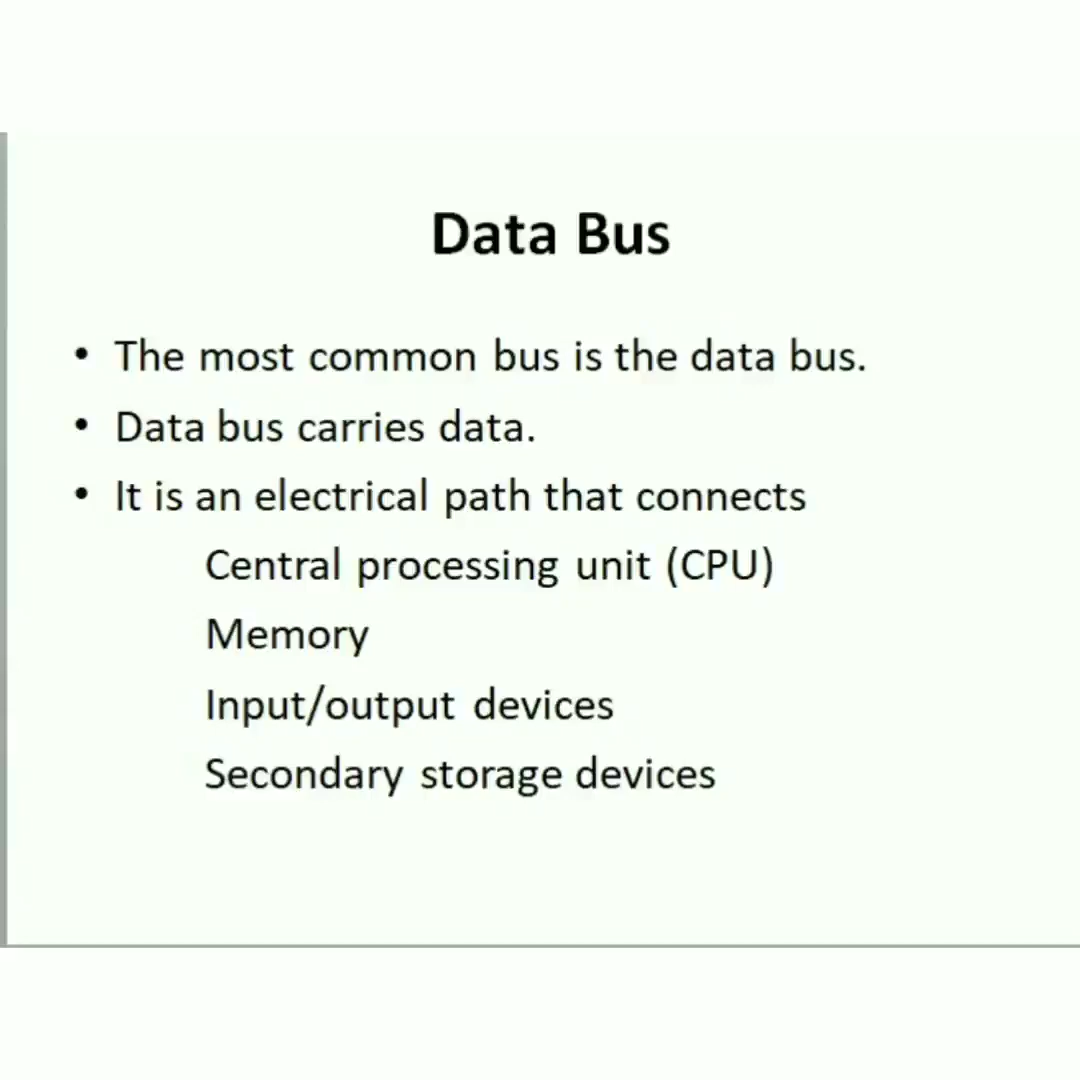 Data Bus
• The most common bus is the data bus.
• Data bus carries data.
• It is an electrical path that connects
Central processing unit (CPU)
Memory
Input/output devices
Secondary storage devices